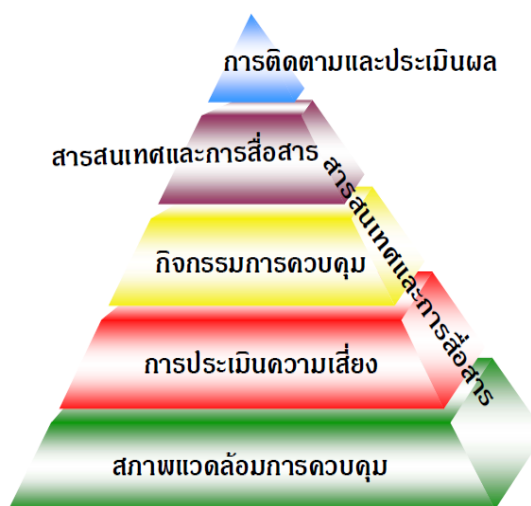 การติดตามและประเมินผล
สารสนเทศและการสื่อสาร
สารสนเทศและการสื่อสาร
กิจกรรมการควบคุม
การประเมินความเสี่ยง
สภาพแวดล้อมการควบคุม